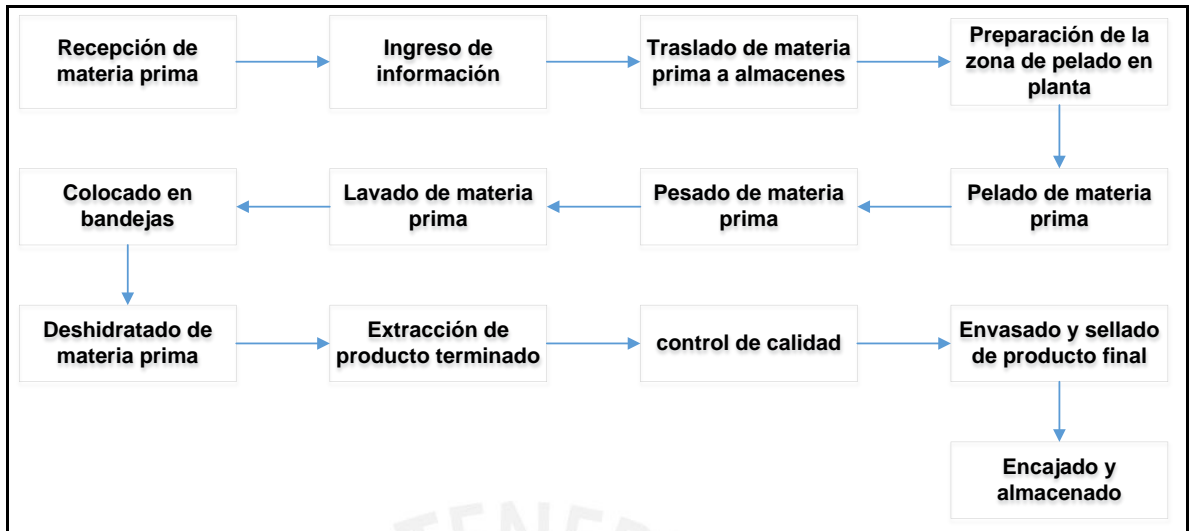 Recepción de
materia prima
Ingreso de
información
Traslado de materia
prima a almacenes
Preparación de la
zona de pelado en
planta
Pelado de materia
prima
Pesado de materia
prima
Lavado de materia
prima
Colocado en
bandejas
Deshidratado de
materia prima
Extracción de
producto terminado
control de calidad
Envasado y sellado
de producto final
Encajado y
almacenado